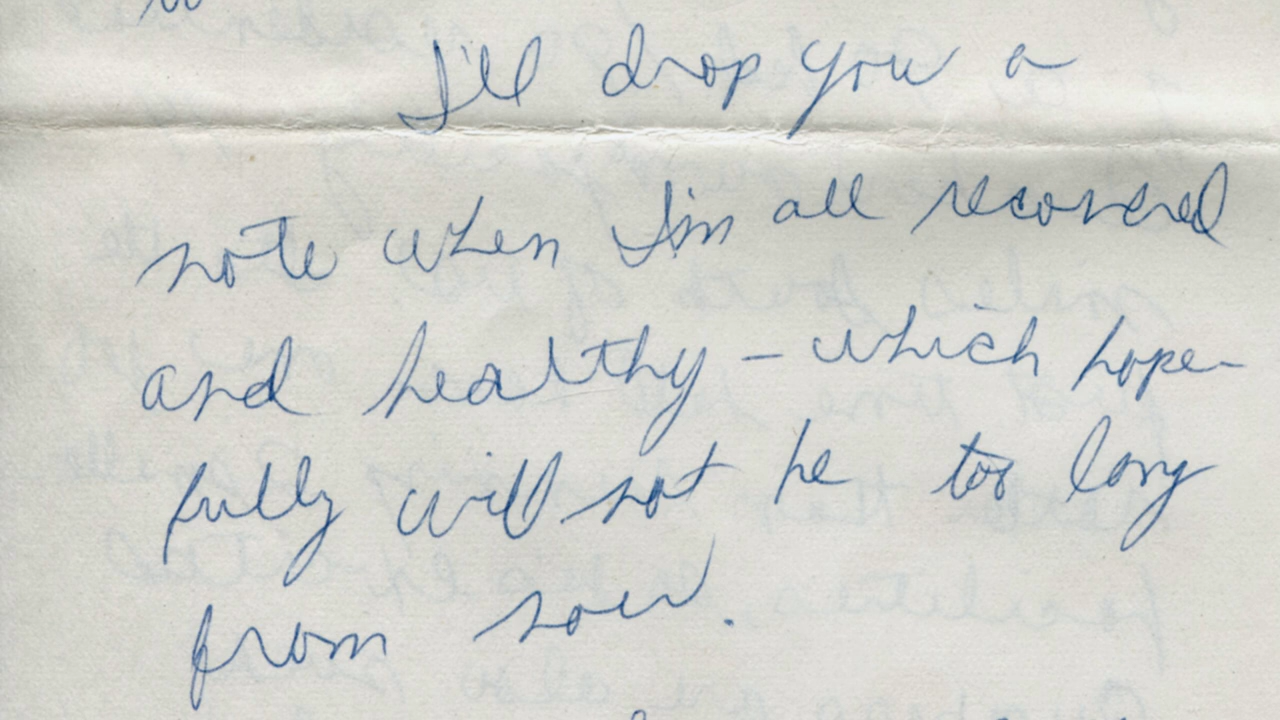 I'll drop you a
note when I'm all recovered
and healthy – which hope-
fully will not be too long
from now.